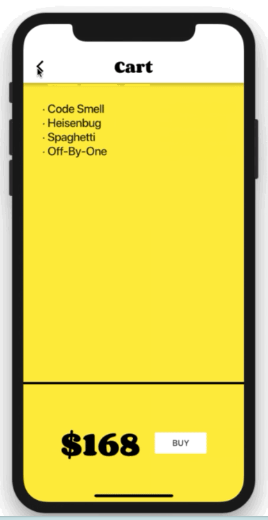 Cart
· Code Smell
· Heisenbug
· Spaghetti
· Off-By-One
$168
BUY